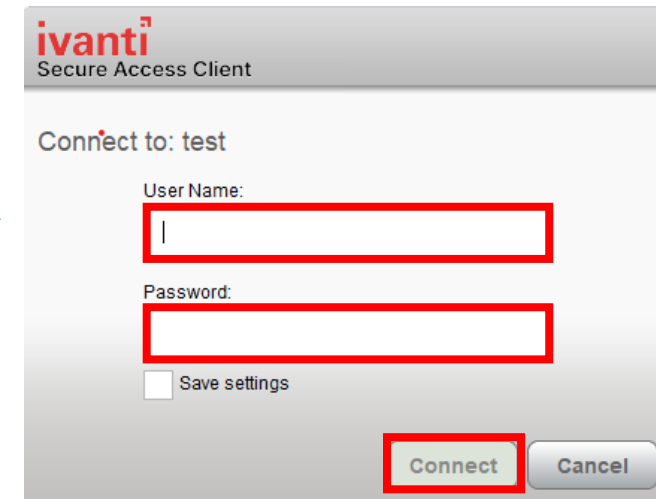 ivanti
Secure Access Client
Connect to: test
User Name:
Password:
Save settings
Connect Cancel